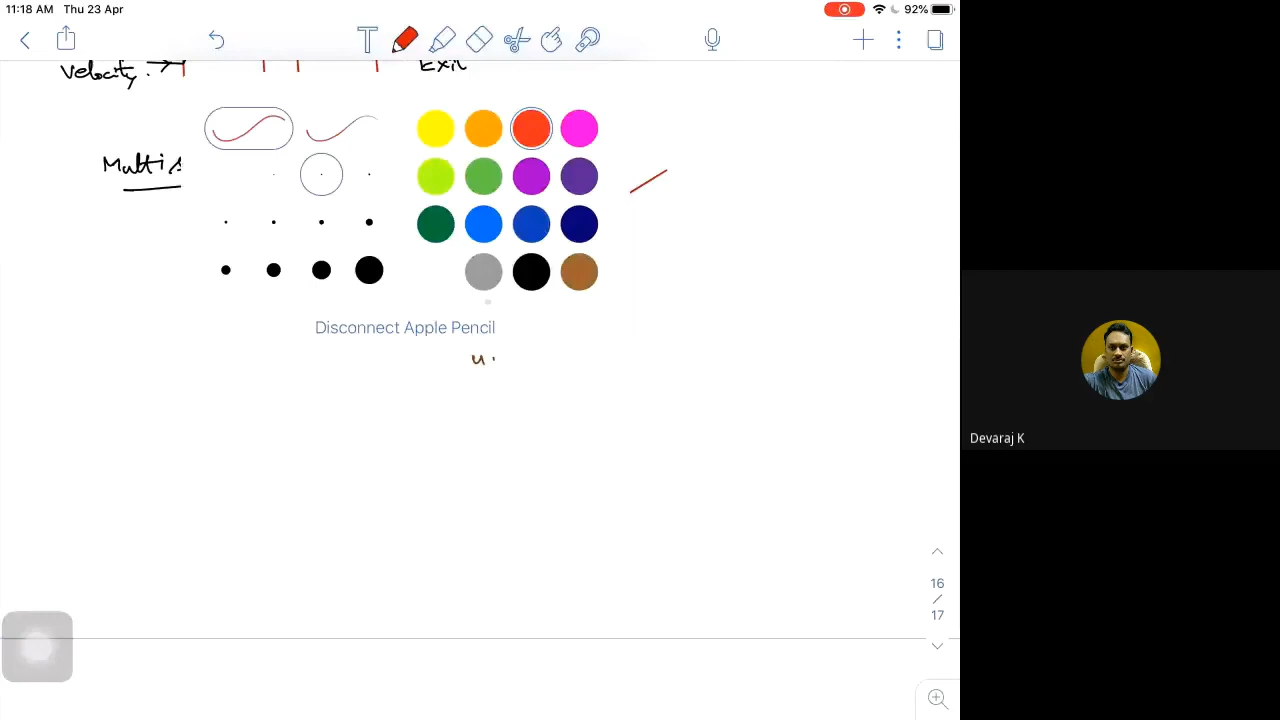 11:18 AM Thu 23 Apr
92%
T
velocity. Exit
Multi
Disconnect Apple Pencil
u
16
/
17
Devaraj K